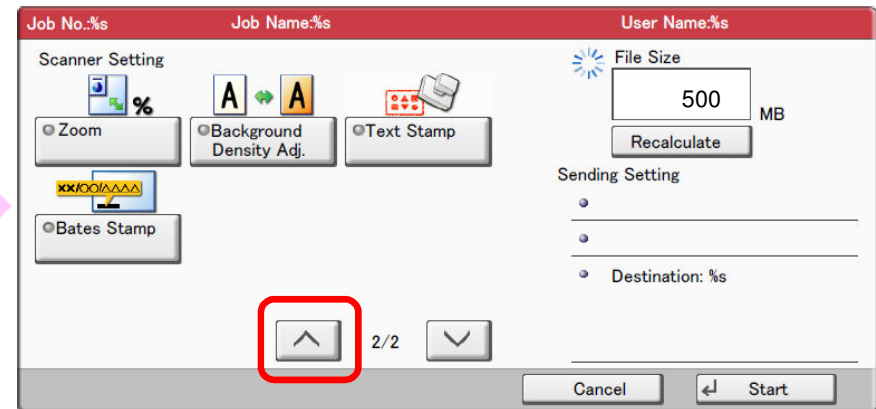 Job No.:%s Job Name:%s User Name:%s
Scanner Setting
%
Zoom
A A
Background
Density Adj.
Text Stamp
xx/OO/ΔΔΔΔ
Bates Stamp
2/2
File Size
500 MB
Recalculate
Sending Setting
Destination: %s
Cancel
Start